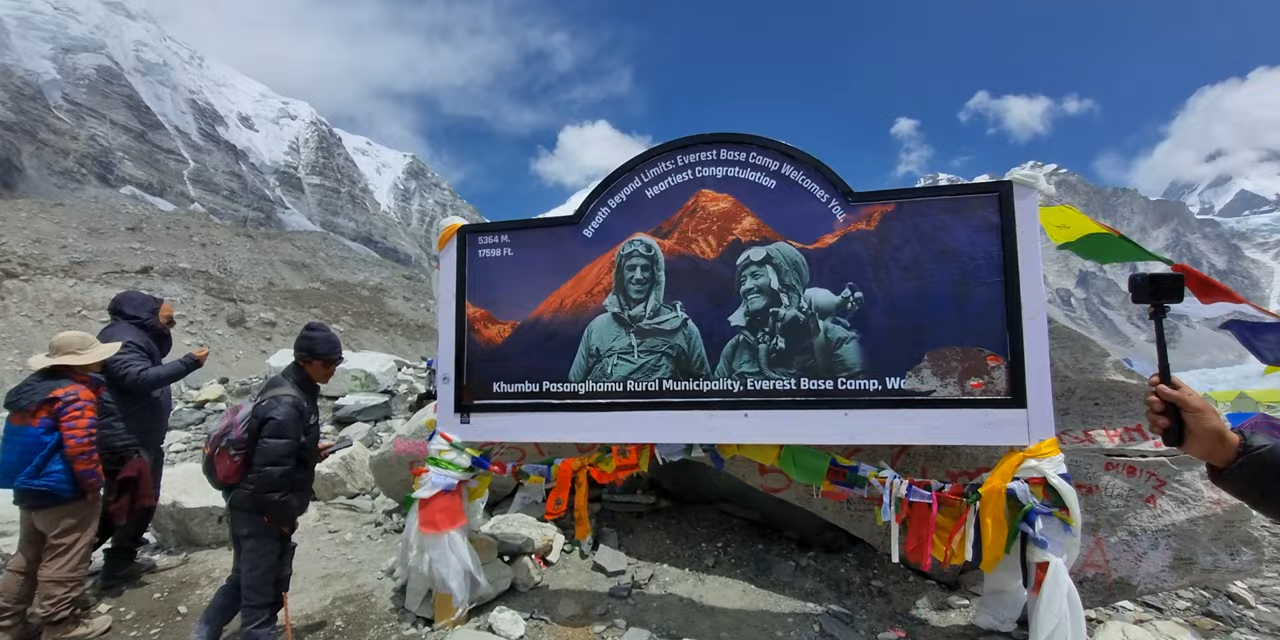 Breath Beyond Limits: Everest Base Camp Welcomes You.
Heartiest Congratulation
5364 M.
17598 Ft.
Khumbu Pasanglhamu Rural Municipality, Everest Base Camp,